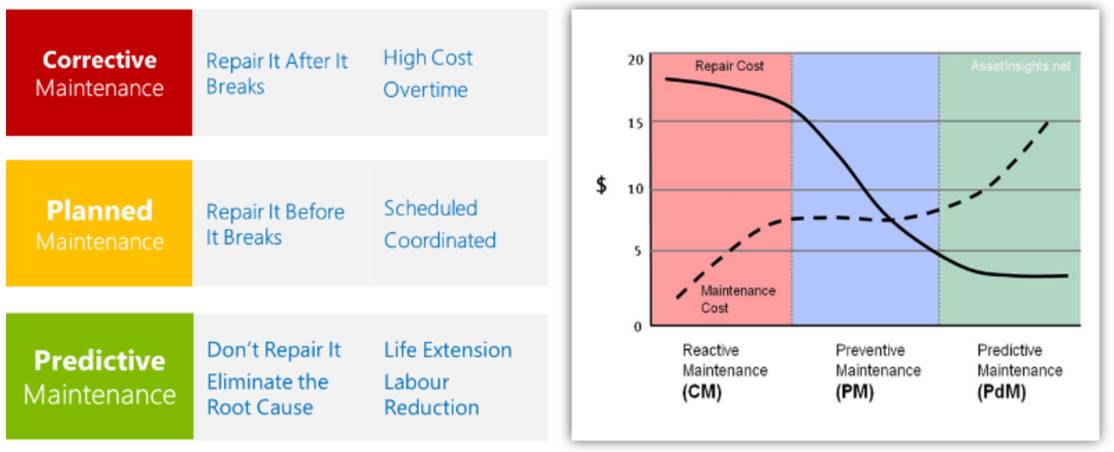 Corrective
Maintenance
Repair It After It
Breaks
High Cost
Overtime
Planned
Maintenance
Repair It Before
It Breaks
Scheduled
Coordinated
Predictive
Maintenance
Don't Repair It
Eliminate the
Root Cause
Life Extension
Labour
Reduction
Repair Cost
AssetInsights.net
20
15
$
10
5
0
Maintenance
Cost
Reactive
Maintenance
(CM)
Preventive
Maintenance
(PM)
Predictive
Maintenance
(PdM)